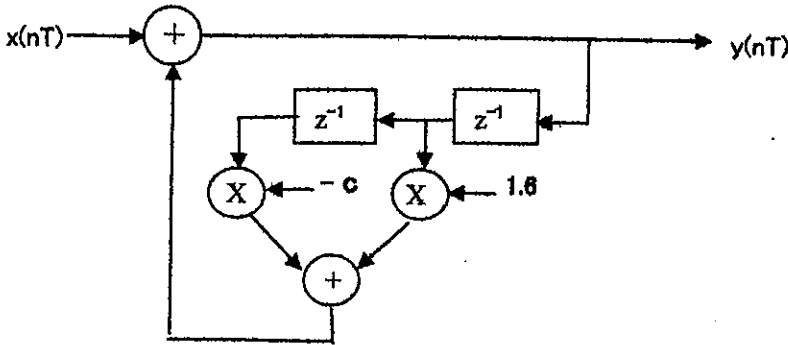 x(nT)
+
y(nT)
z⁻¹
z⁻¹
X
- c
X
1.6
+